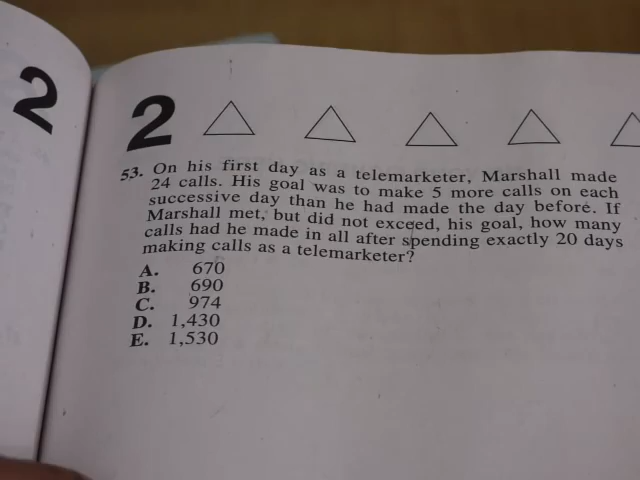 2
2
53. On his first day as a telemarketer, Marshall made
24 calls. His goal was to make 5 more calls on each
successive day than he had made the day before. If
Marshall met, but did not exceed, his goal, how many
calls had he made in all after spending exactly 20 days
making calls as a telemarketer?
A. 670
B. 690
C. 974
D. 1,430
E. 1,530